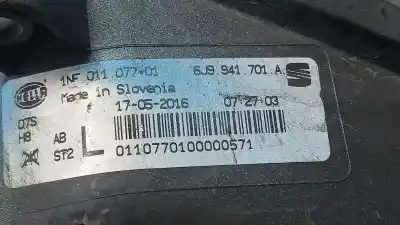 HELLA 1NF 011.077-01 6J9 941 701 A
Made in Slovenia
17-05-2016 07:27:03
07S
H8 AB
ST2 L
0110770100000571